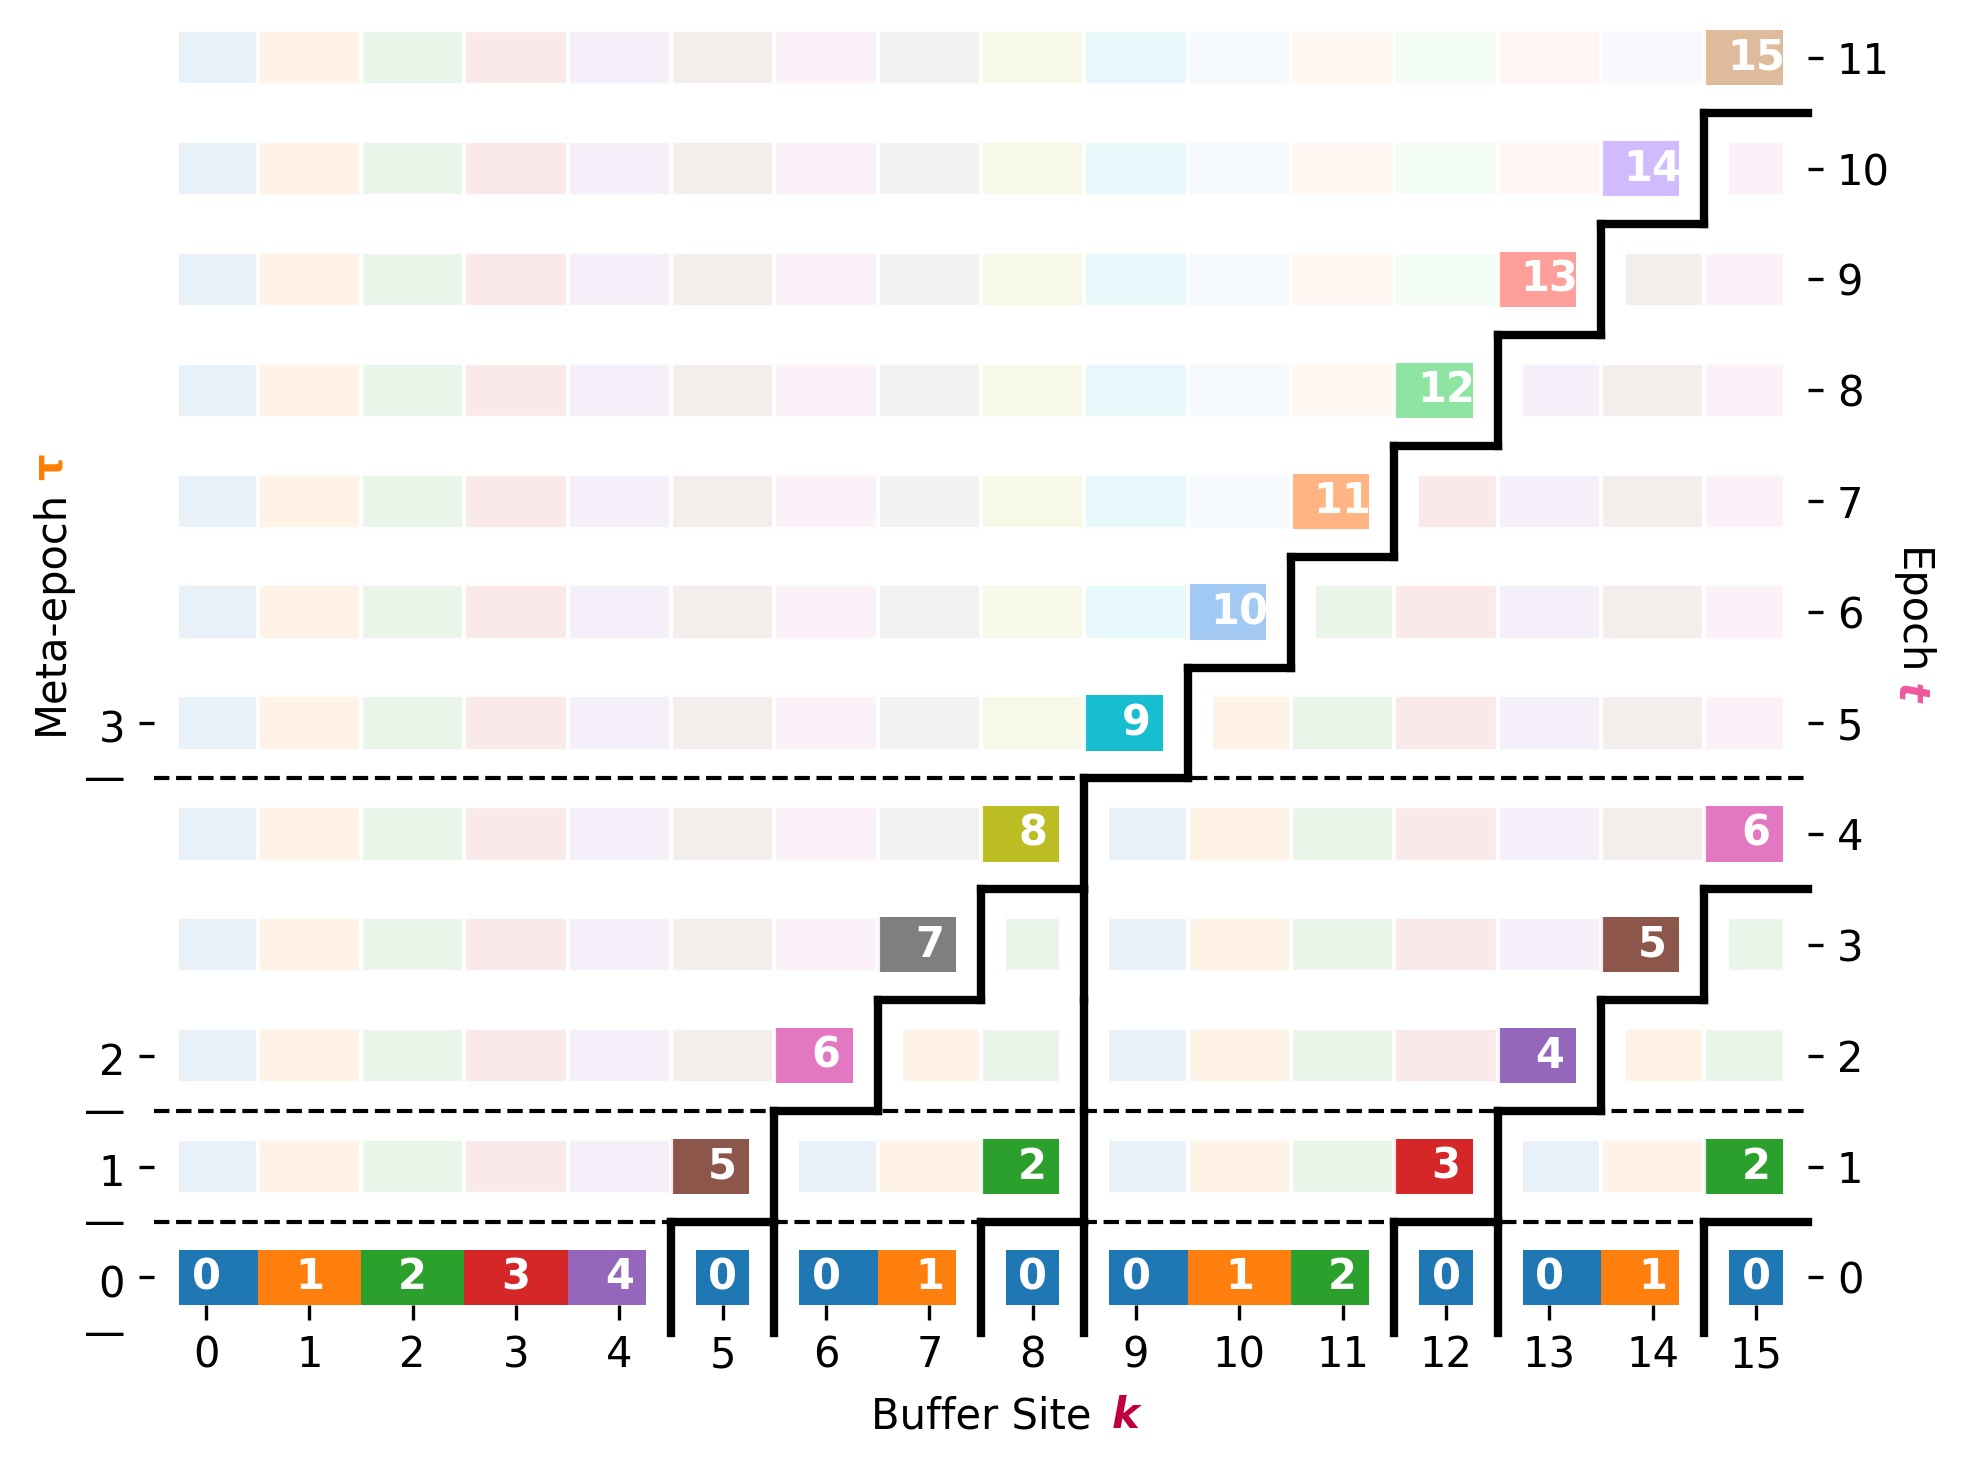 15 11
14 10
13 9
12 8
11 7
10 6
3 9 5
8 6 4
7 5 3
2 6 4 2
1 5 2 3 2 1
0 0 1 2 3 4 0 0 1 0 0 1 2 0 0 1 0 0
0 1 2 3 4 5 6 7 8 9 10 11 12 13 14 15
Buffer Site k
Meta-epoch τ
Epoch t